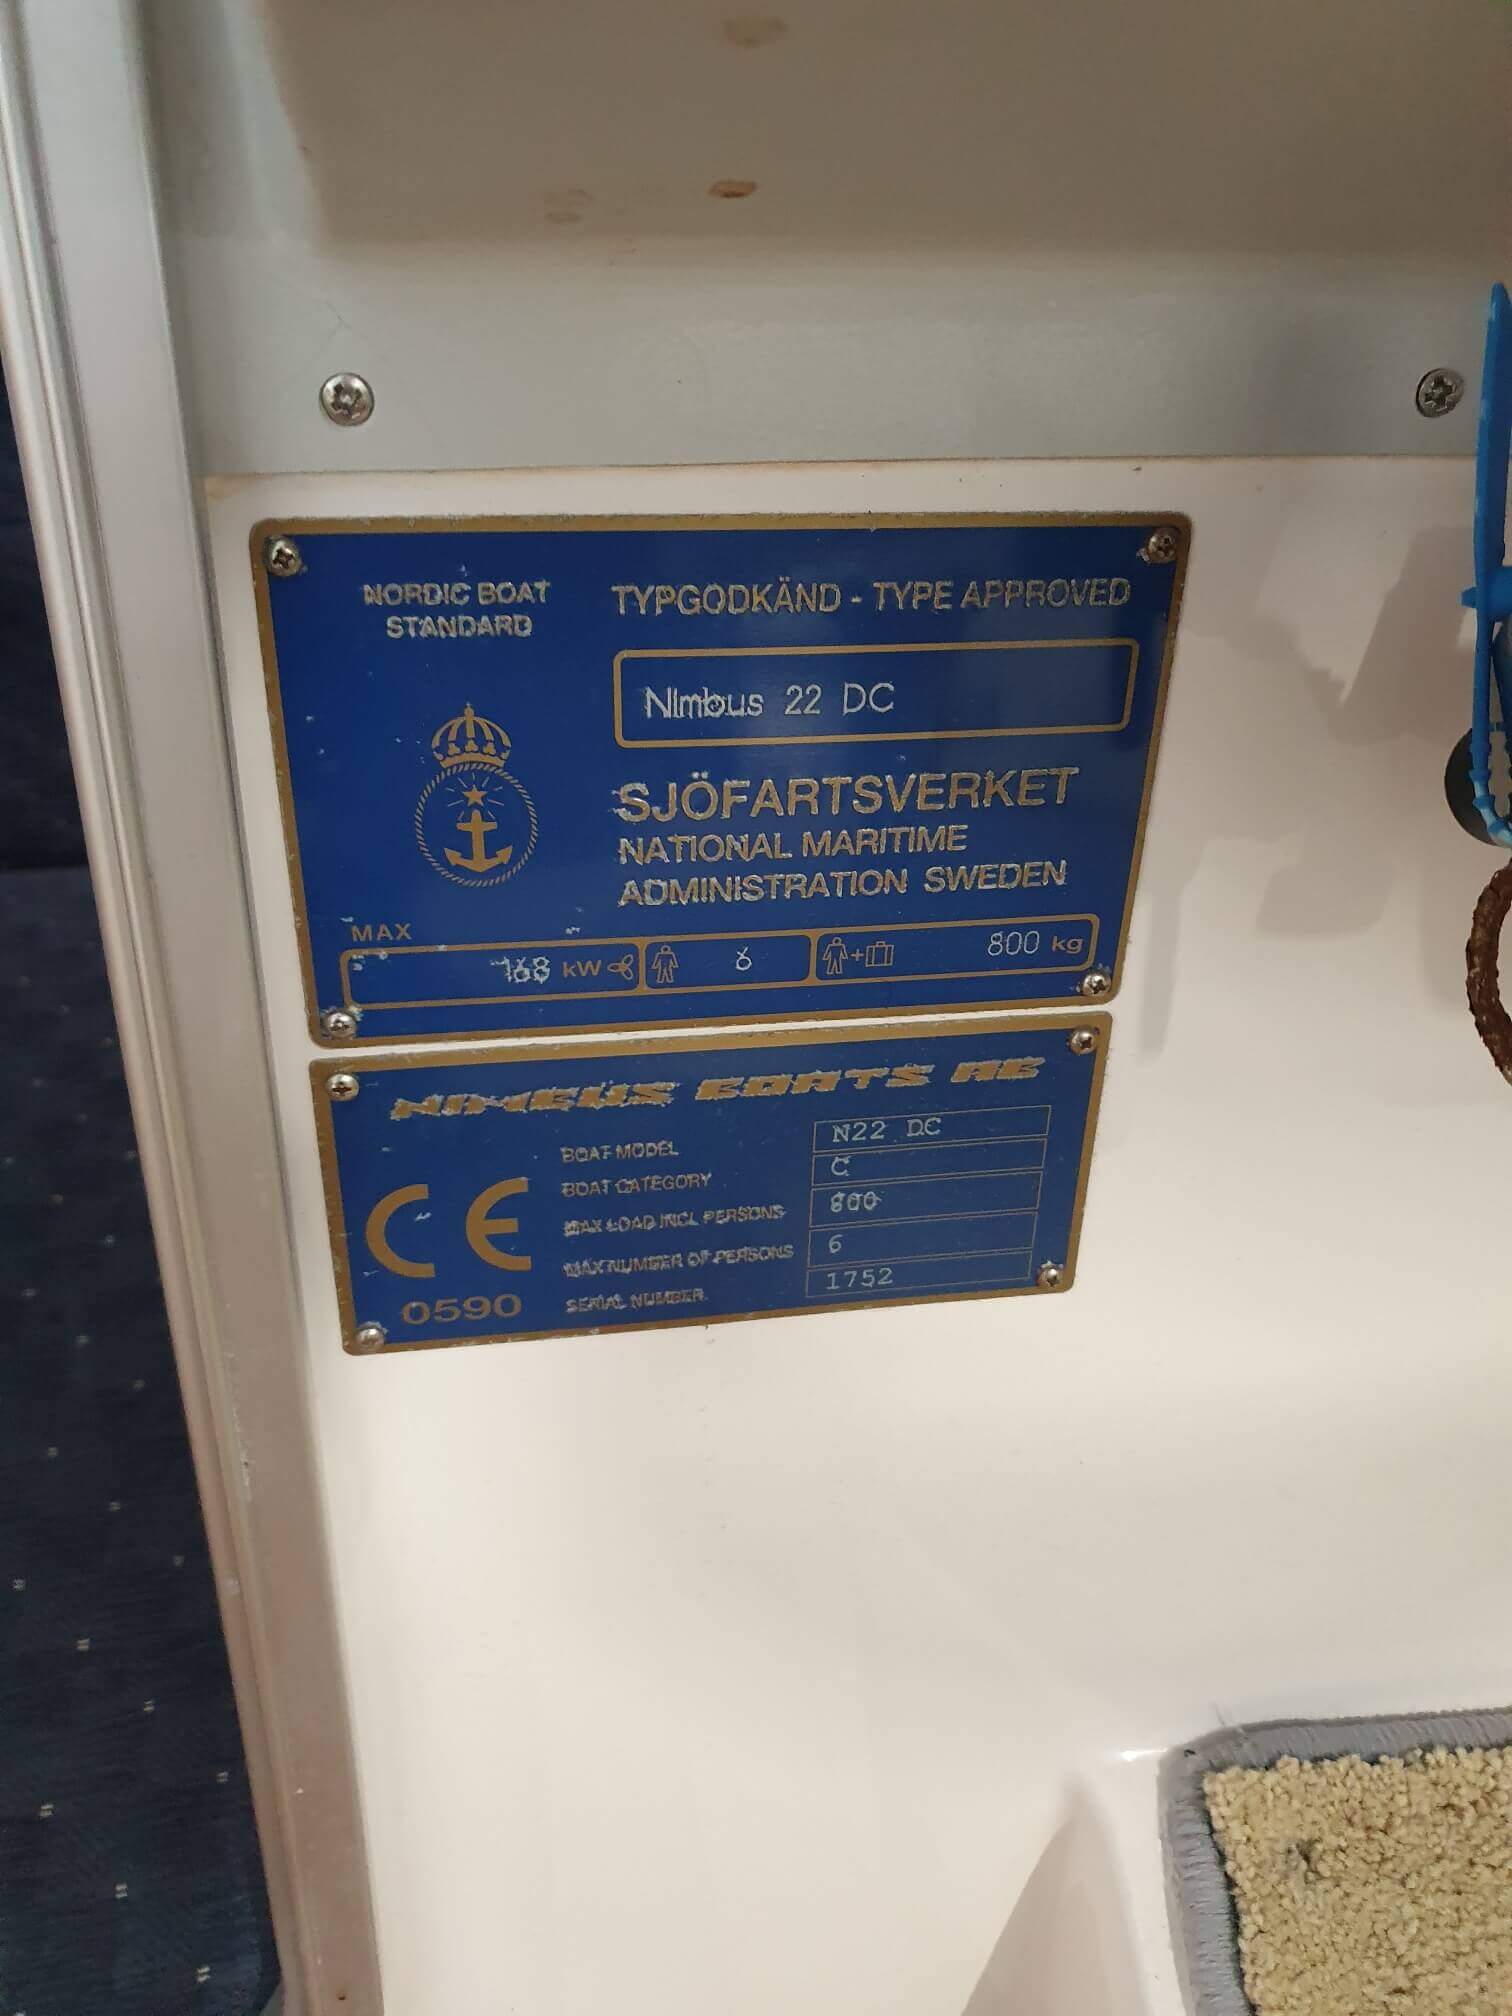 NORDIC BOAT
STANDARD
TYPGODKÄND - TYPE APPROVED
Nimbus 22 DC
SJÖFARTSVERKET
NATIONAL MARITIME
ADMINISTRATION SWEDEN
MAX
168 kW 6 + 800 kg
NIMBUS BOATS AB
BOAT MODEL N22 DC
BOAT CATEGORY C
MAX LOAD INCL PERSONS 800
MAX NUMBER OF PERSONS 6
SERIAL NUMBER 1752
CE
0590